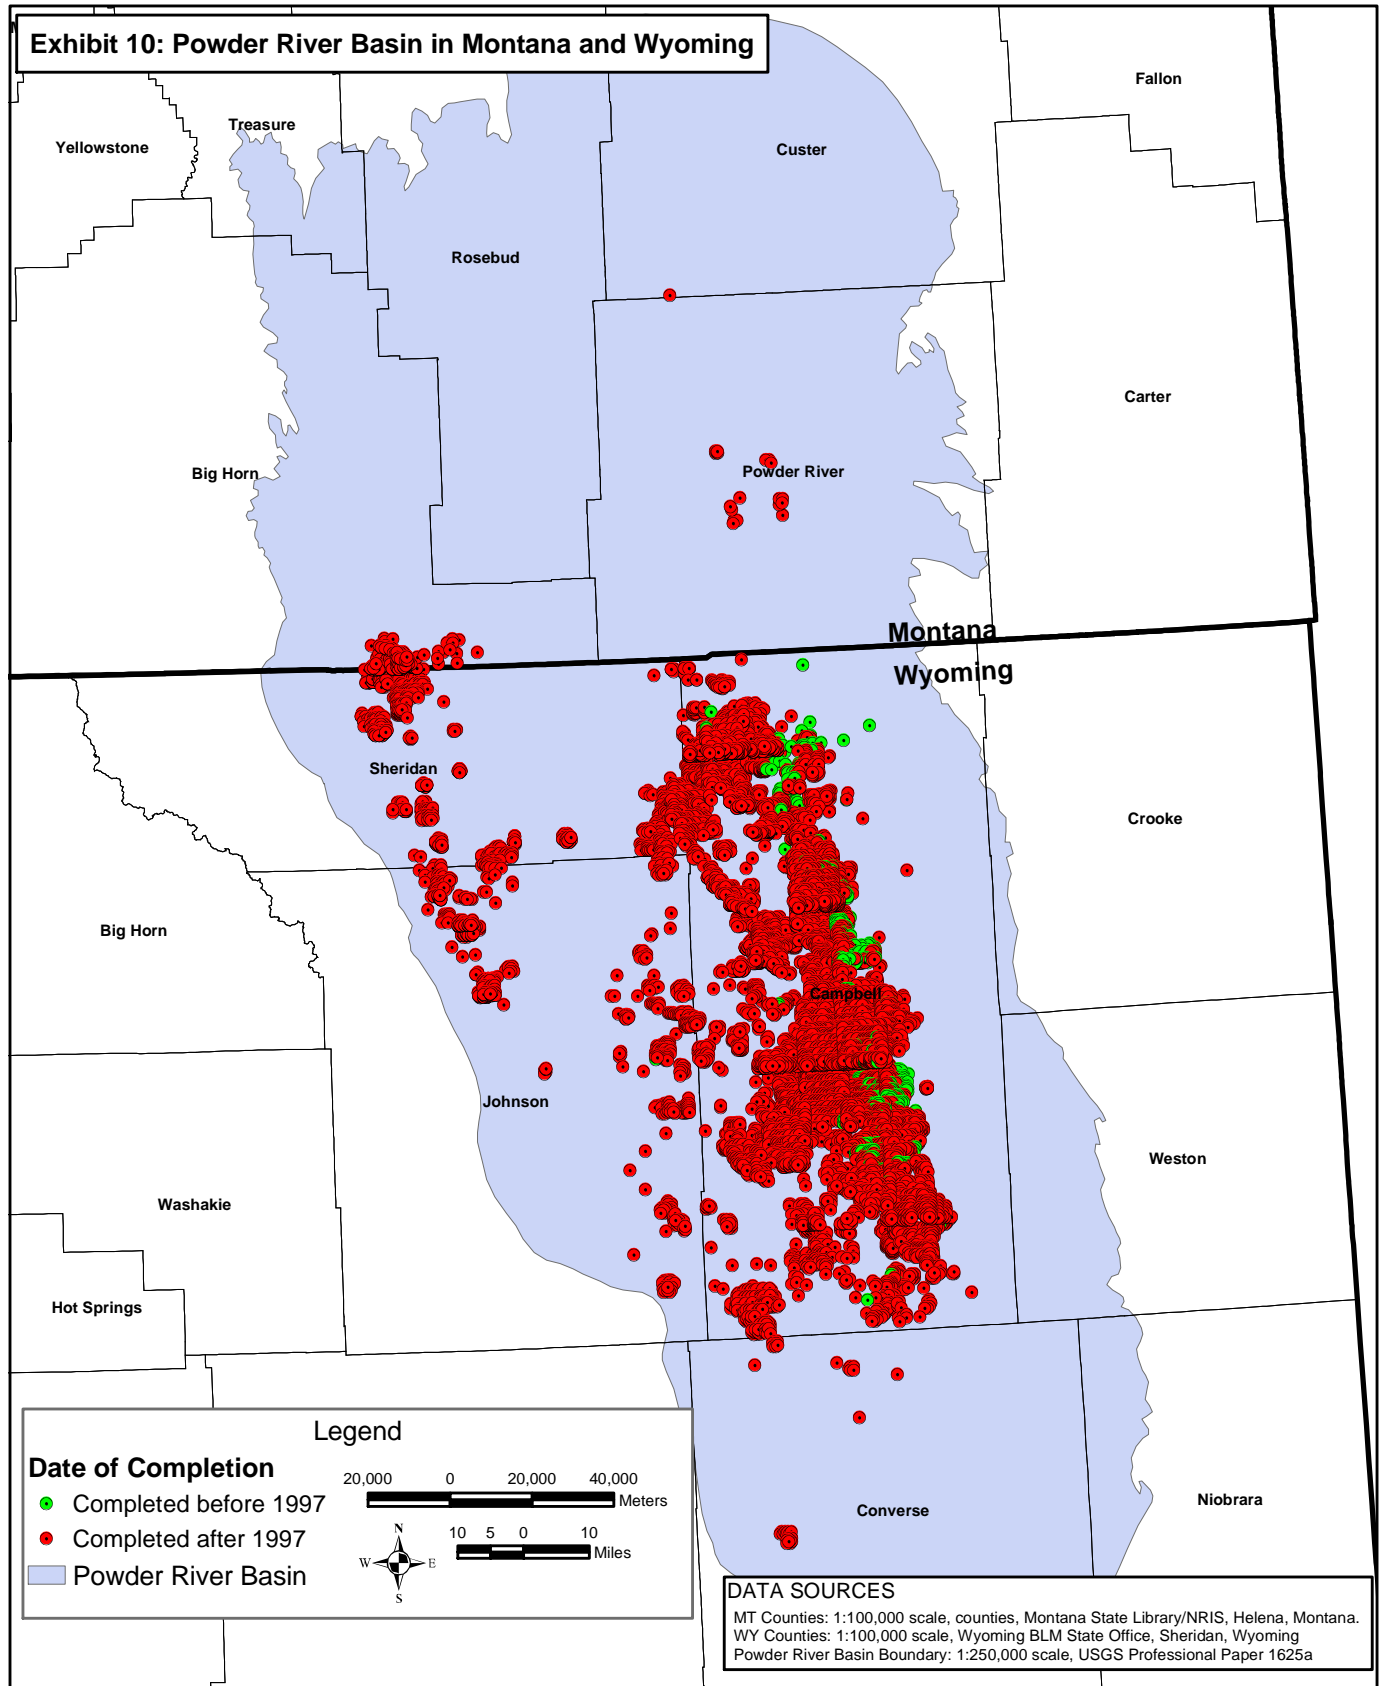 Exhibit 10: Powder River Basin in Montana and Wyoming
Fallon
Treasure
Yellowstone
Custer
Rosebud
Carter
Big Horn
Powder River
Montana
Wyoming
Sheridan
Crooke
Big Horn
Campbell
Johnson
Weston
Washakie
Hot Springs
Converse
Niobrara
Legend
Date of Completion
Completed before 1997
Completed after 1997
Powder River Basin
20,000 0 20,000 40,000
Meters
10 5 0 10
Miles
N
W E
S
DATA SOURCES
MT Counties: 1:100,000 scale, counties, Montana State Library/NRIS, Helena, Montana.
WY Counties: 1:100,000 scale, Wyoming BLM State Office, Sheridan, Wyoming
Powder River Basin Boundary: 1:250,000 scale, USGS Professional Paper 1625a